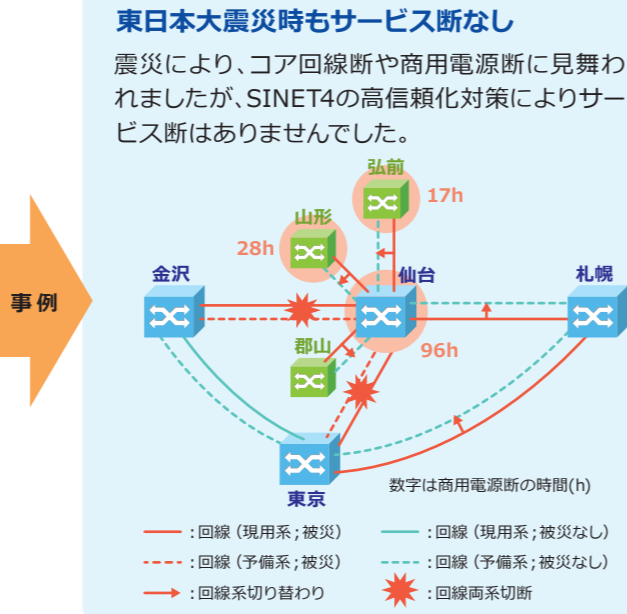 東日本大震災時もサービス断なし
震災により、コア回線断や商用電源断に見舞わ
れましたが、SINET4の高信頼化対策によりサー
ビス断はありませんでした。
事例
弘前
17h
山形
28h
金沢
仙台
札幌
96h
郡山
東京
数字は商用電源断の時間(h)
:回線（現用系;被災） :回線（現用系;被災なし）
:回線（予備系;被災） :回線（予備系;被災なし）
:回線系切り替わり :回線両系切断